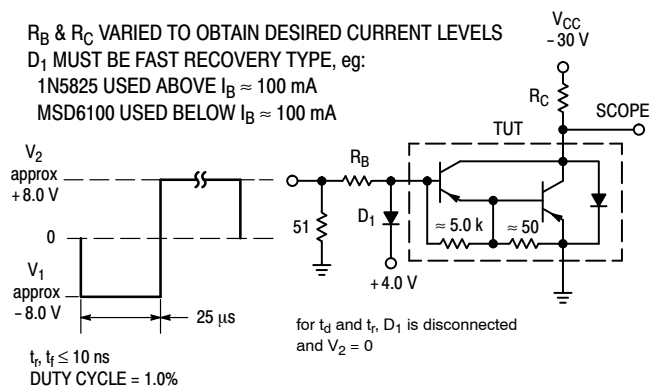 R_B & R_C VARIED TO OBTAIN DESIRED CURRENT LEVELS
D_1 MUST BE FAST RECOVERY TYPE, eg:
1N5825 USED ABOVE I_B ≈ 100 mA
MSD6100 USED BELOW I_B ≈ 100 mA
V_CC
- 30 V
R_C
SCOPE
TUT
V_2
approx
+ 8.0 V
0
V_1
approx
- 8.0 V
25 μs
t_r, t_f ≤ 10 ns
DUTY CYCLE = 1.0%
R_B
51
D_1
+ 4.0 V
≈ 5.0 k
≈ 50
for t_d and t_r, D_1 is disconnected
and V_2 = 0